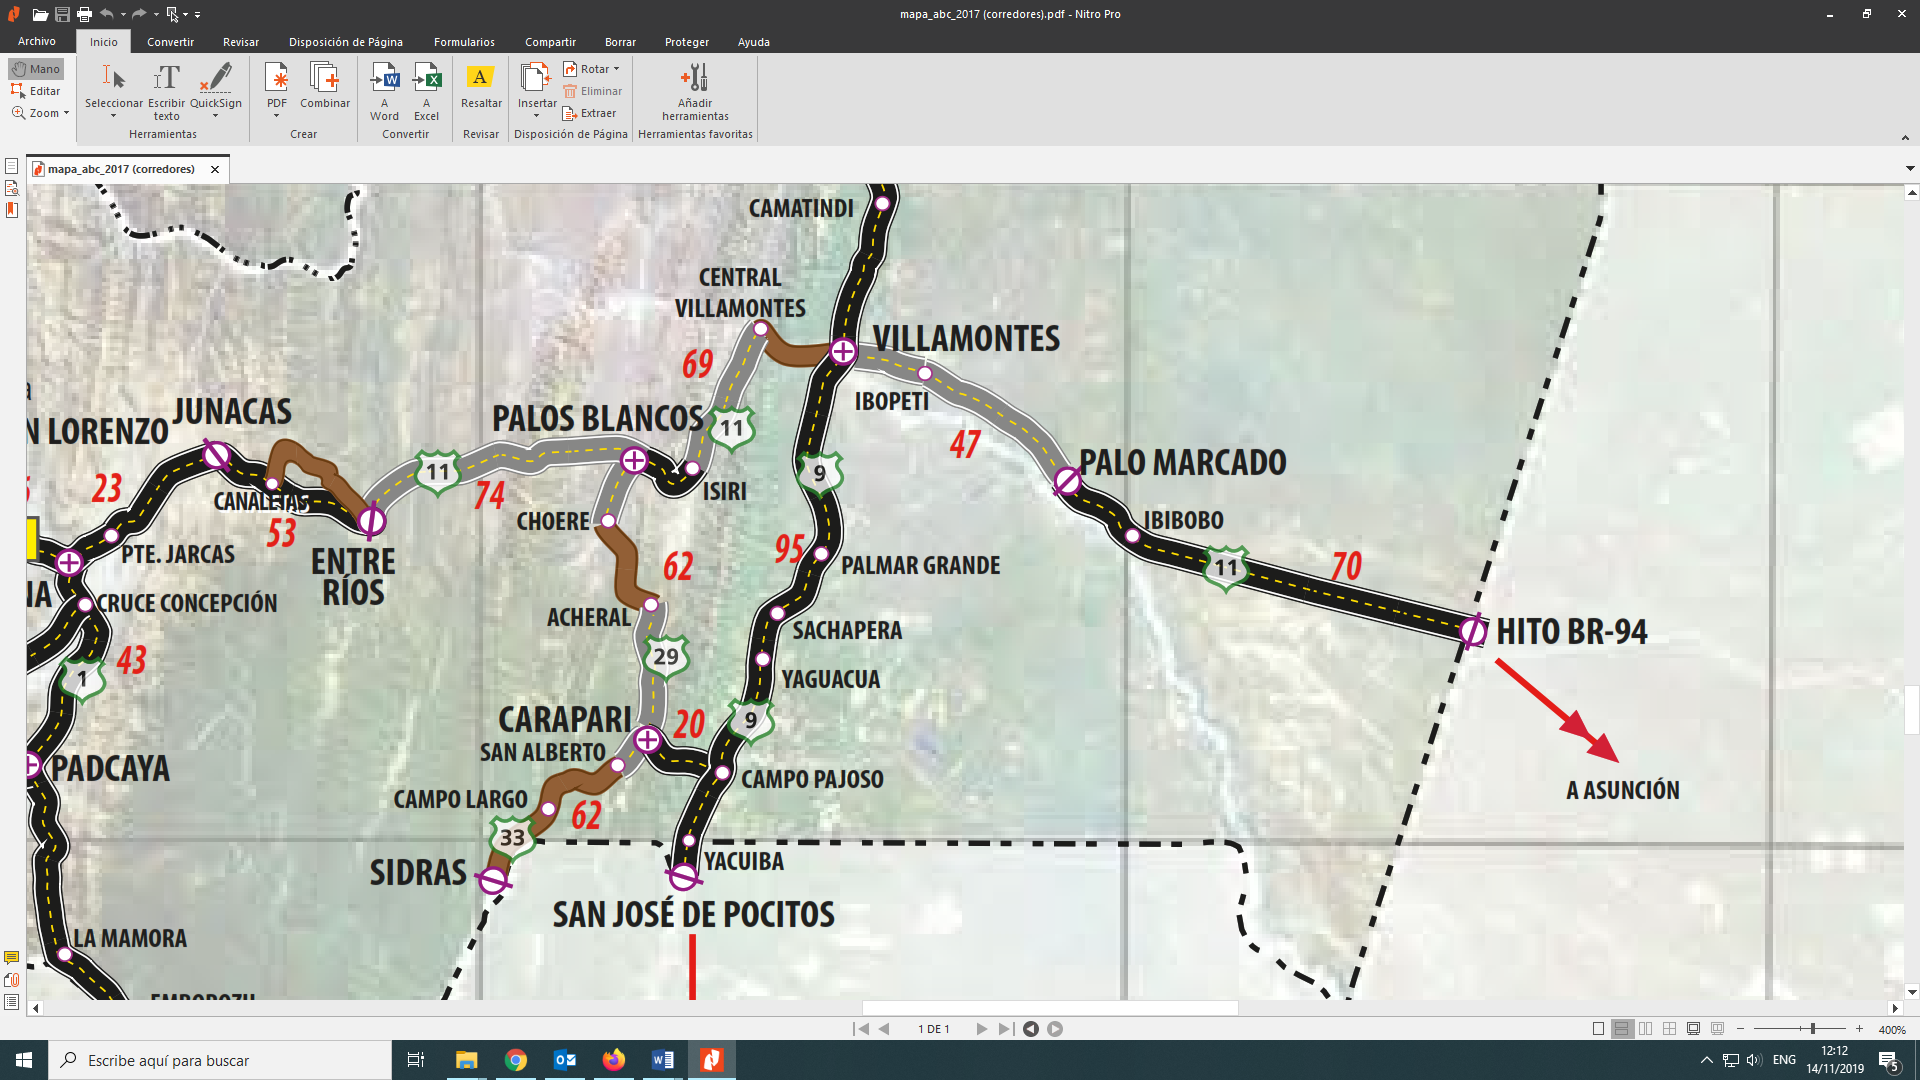 mapa_abc_2017 (corredores).pdf - Nitro Pro
Archivo
Inicio
Convertir
Revisar
Disposición de Página
Formularios
Compartir
Borrar
Proteger
Ayuda
Mano
Editar
Zoom
Seleccionar
Escribir texto
QuickSign
Herramientas
PDF
Combinar
Crear
A Word
A Excel
Convertir
Resaltar
Revisar
Insertar
Rotar
Eliminar
Extraer
Disposición de Página
Añadir herramientas
Herramientas favoritas
mapa_abc_2017 (corredores)
CAMATINDI
CENTRAL
VILLAMONTES
VILLAMONTES
69
IBOPETI
a
N LORENZO
JUNACAS
PALOS BLANCOS
11
47
PALO MARCADO
23
CANALETAS
53
11
74
ISIRI
9
CHOERE
IBIBOBO
PTE. JARCAS
ENTRE
RÍOS
62
95
PALMAR GRANDE
11
70
NA
CRUCE CONCEPCIÓN
ACHERAL
SACHAPERA
HITO BR-94
43
1
29
YAGUACUA
CARAPARI
20
9
SAN ALBERTO
PADCAYA
CAMPO PAJOSO
A ASUNCIÓN
CAMPO LARGO
62
33
SIDRAS
YACUIBA
SAN JOSÉ DE POCITOS
LA MAMORA
EMBOROZU
1 DE 1
400%
Escribe aquí para buscar
ENG
12:12
14/11/2019
5